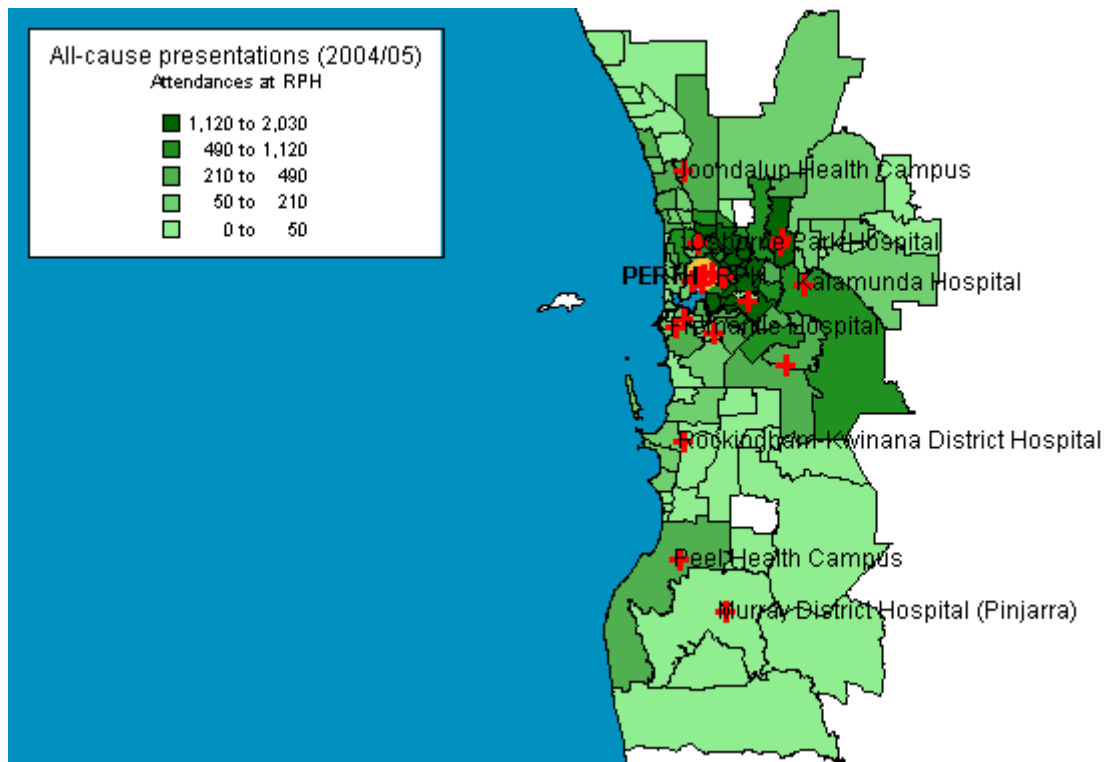 All-cause presentations (2004/05)
Attendances at RPH
1,120 to 2,030
490 to 1,120
210 to 490
50 to 210
0 to 50
Joondalup Health Campus
Osborne Park Hospital
PERTH RPH
Kalamunda Hospital
Fremantle Hospital
Rockingham-Kwinana District Hospital
Peel Health Campus
Murray District Hospital (Pinjarra)